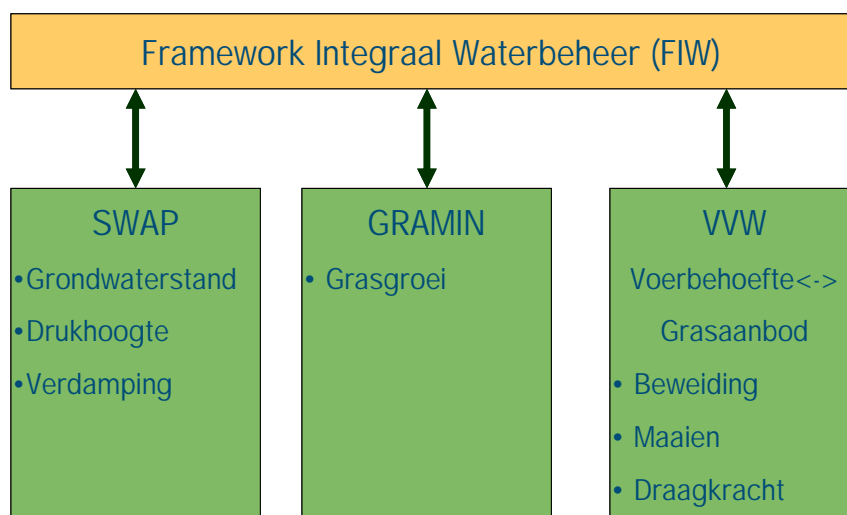 Framework Integraal Waterbeheer (FIW)
SWAP
•Grondwaterstand
•Drukhoogte
•Verdamping
GRAMIN
• Grasgroei
VVW
Voerbehoefte<->
Grasaanbod
• Beweiding
• Maaien
• Draagkracht